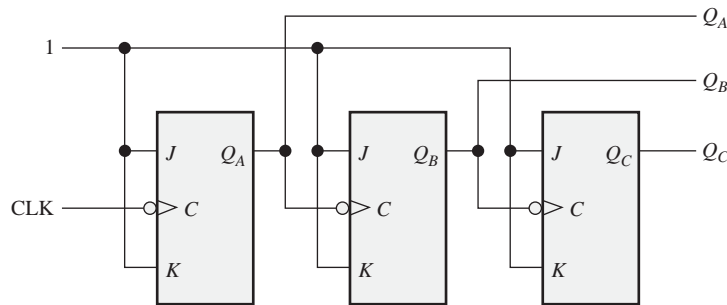 Q_A
1
Q_B
J Q_A J Q_B J Q_C Q_C
CLK C C C
K K K